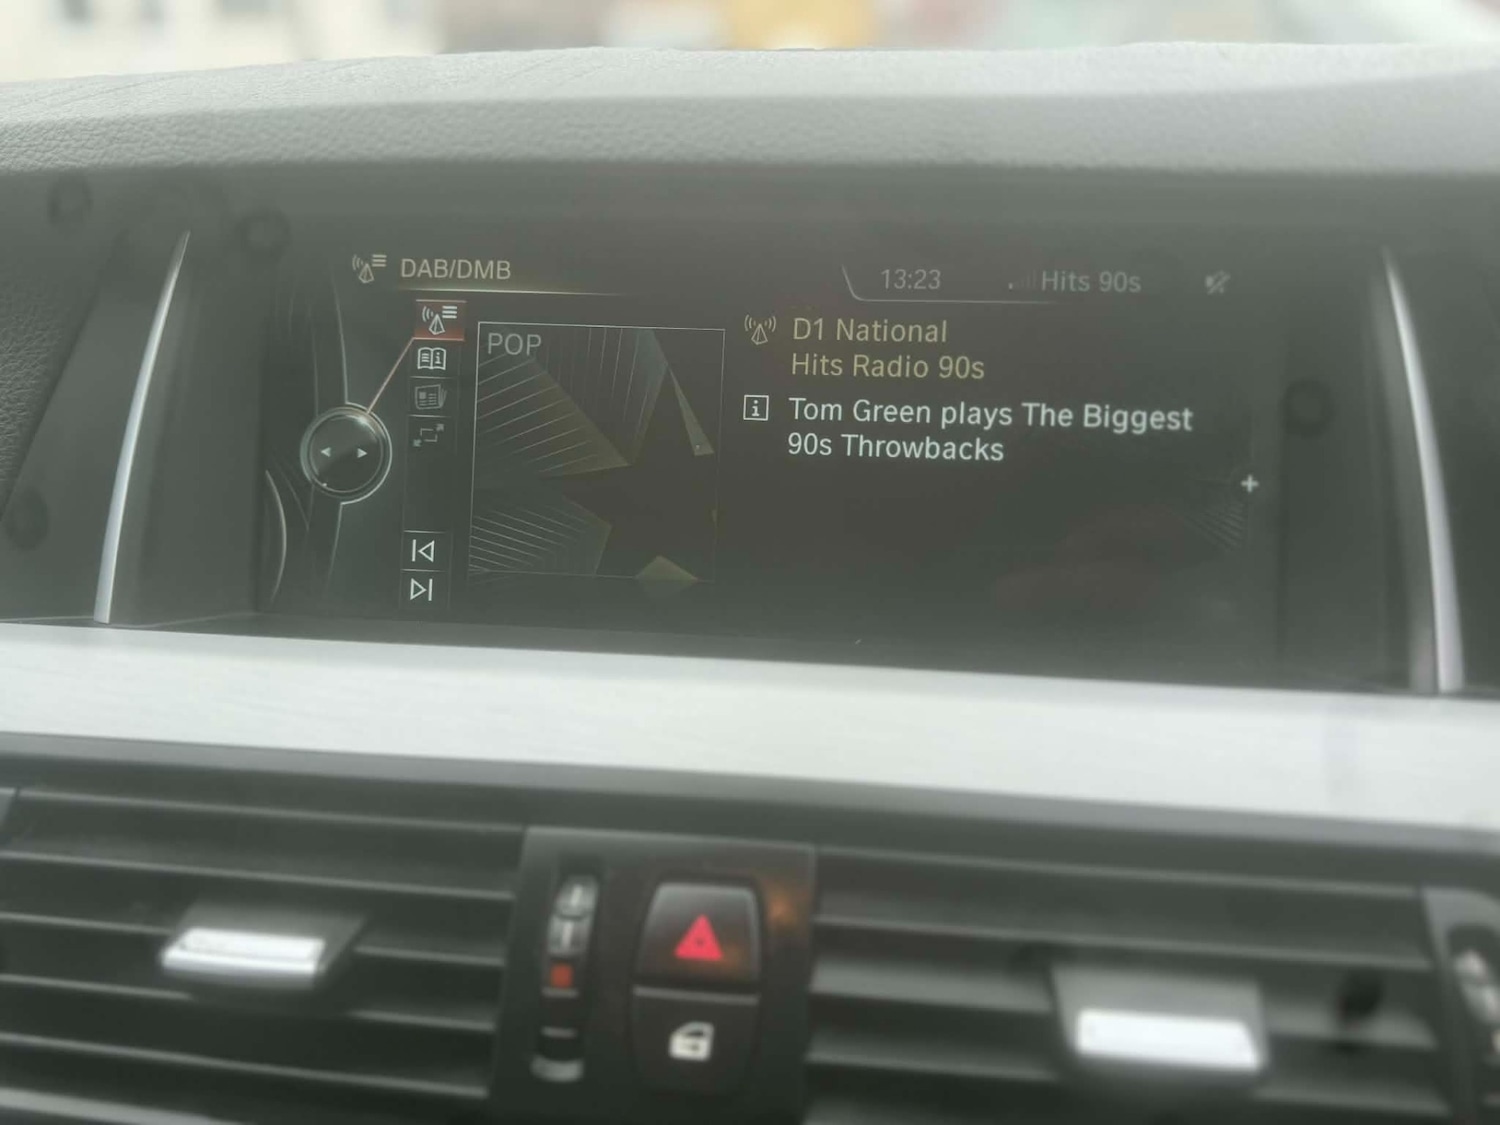 DAB/DMB
13:23
Hits 90s
POP
D1 National
Hits Radio 90s
Tom Green plays The Biggest
90s Throwbacks